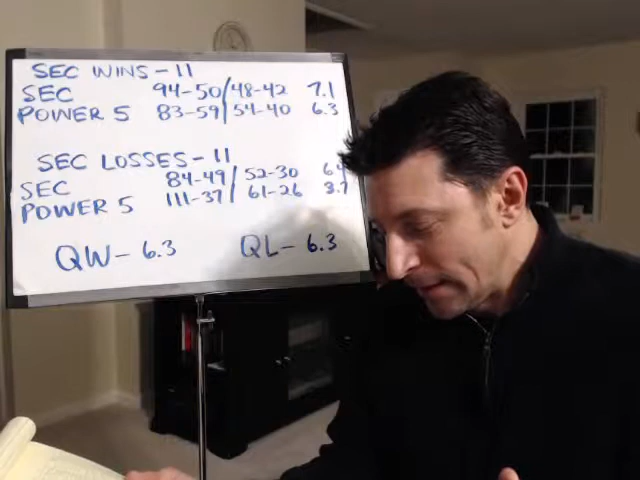 SEC WINS - 11
SEC 94-50/48-42 7.1
POWER 5 83-59/54-40 6.3
SEC LOSSES - 11
SEC 84-49/52-30
POWER 5 111-37/61-26
QW - 6.3 QL - 6.3